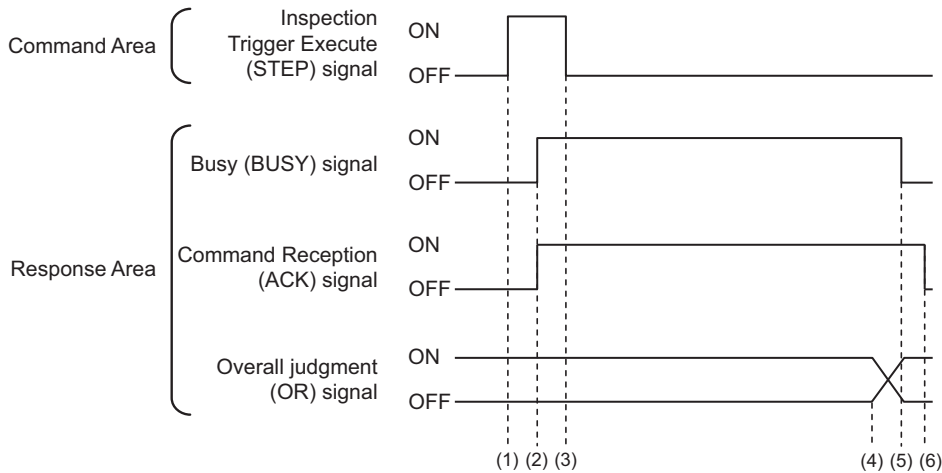 Command Area
Inspection
Trigger Execute
(STEP) signal
ON
OFF
Response Area
Busy (BUSY) signal
ON
OFF
Command Reception
(ACK) signal
ON
OFF
Overall judgment
(OR) signal
ON
OFF
(1) (2) (3) (4) (5) (6)